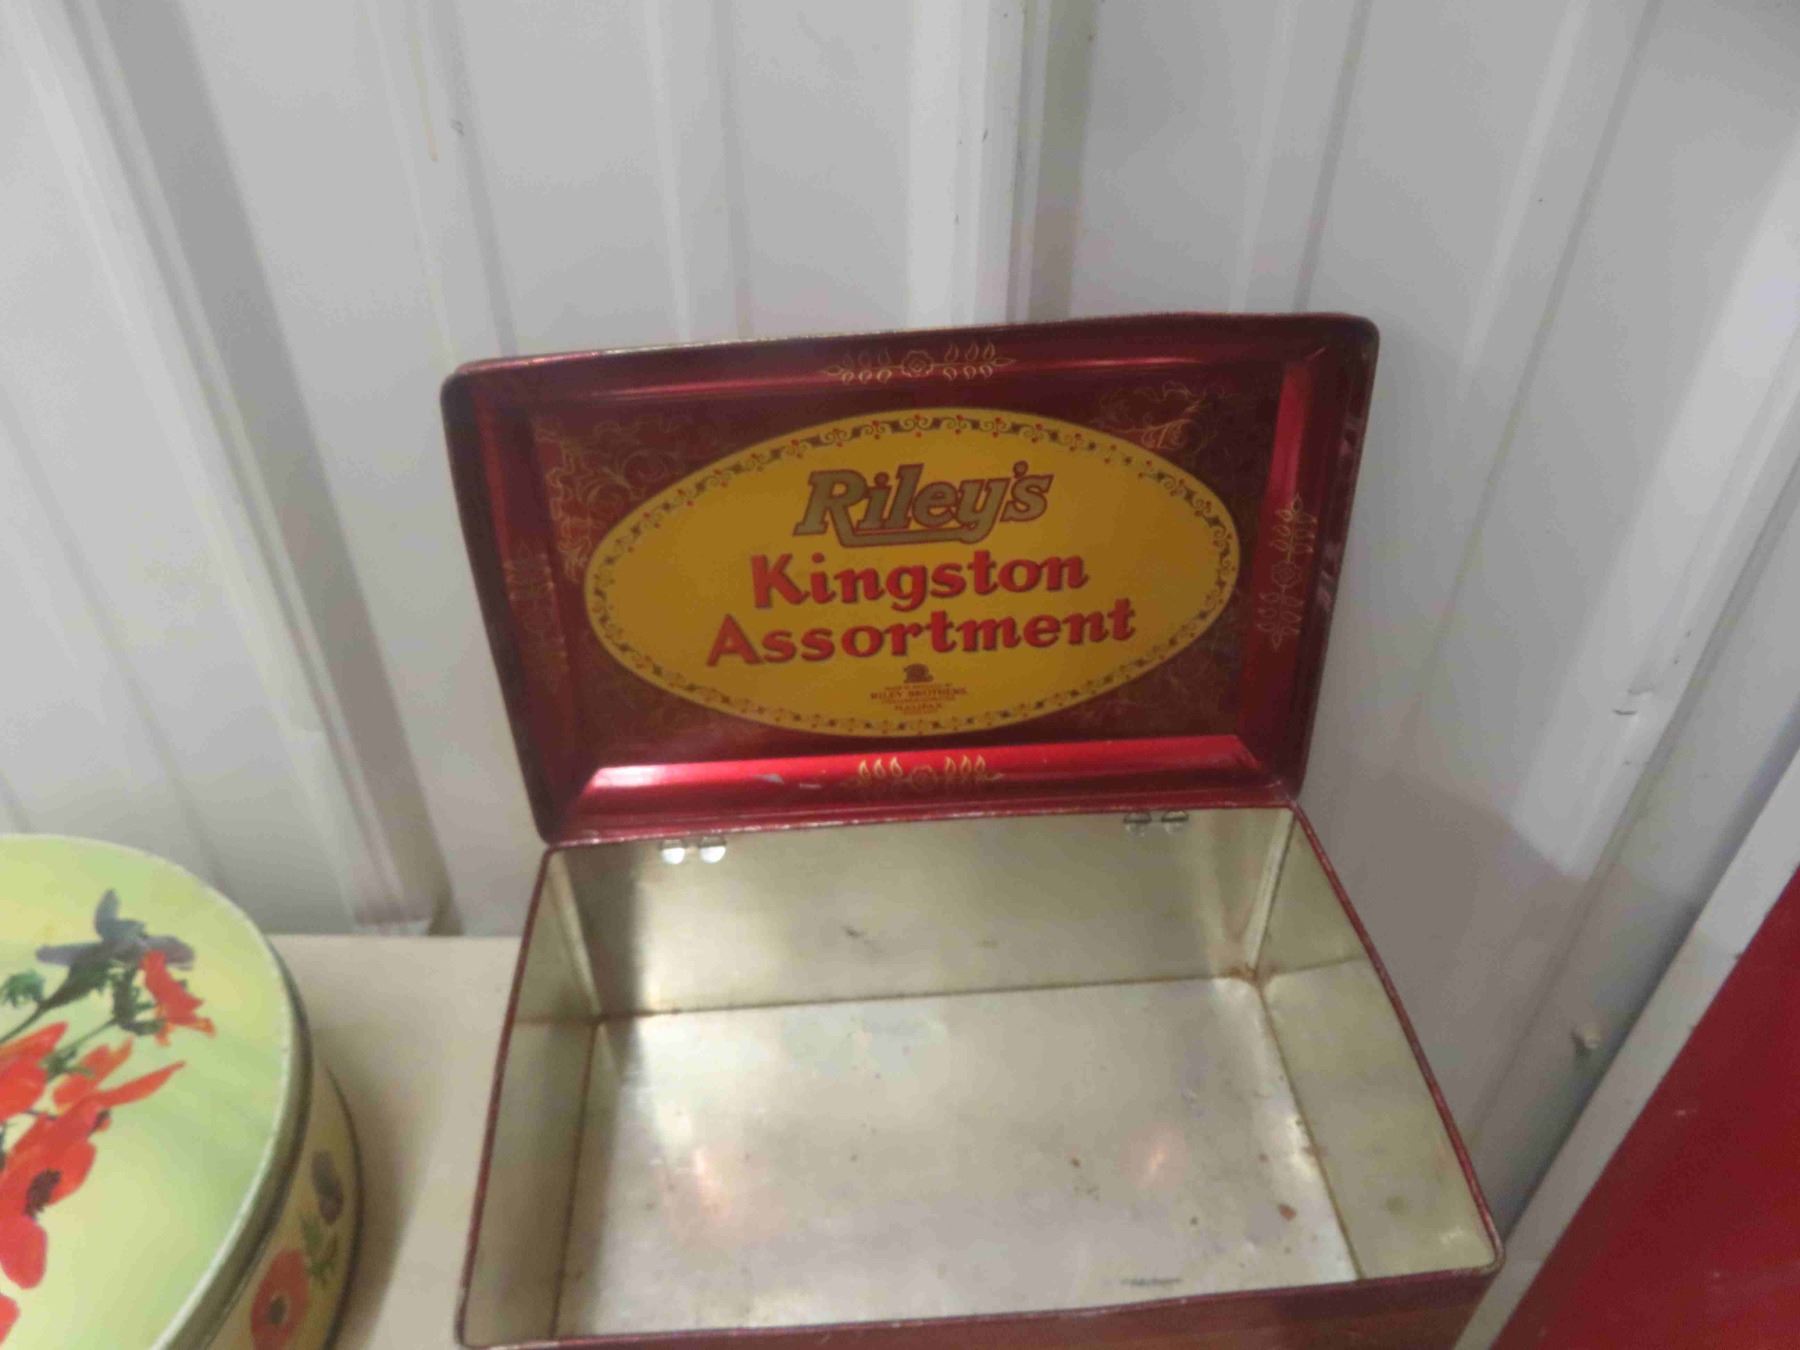 Riley's
Kingston
Assortment
RILEY BROTHERS
HALIFAX